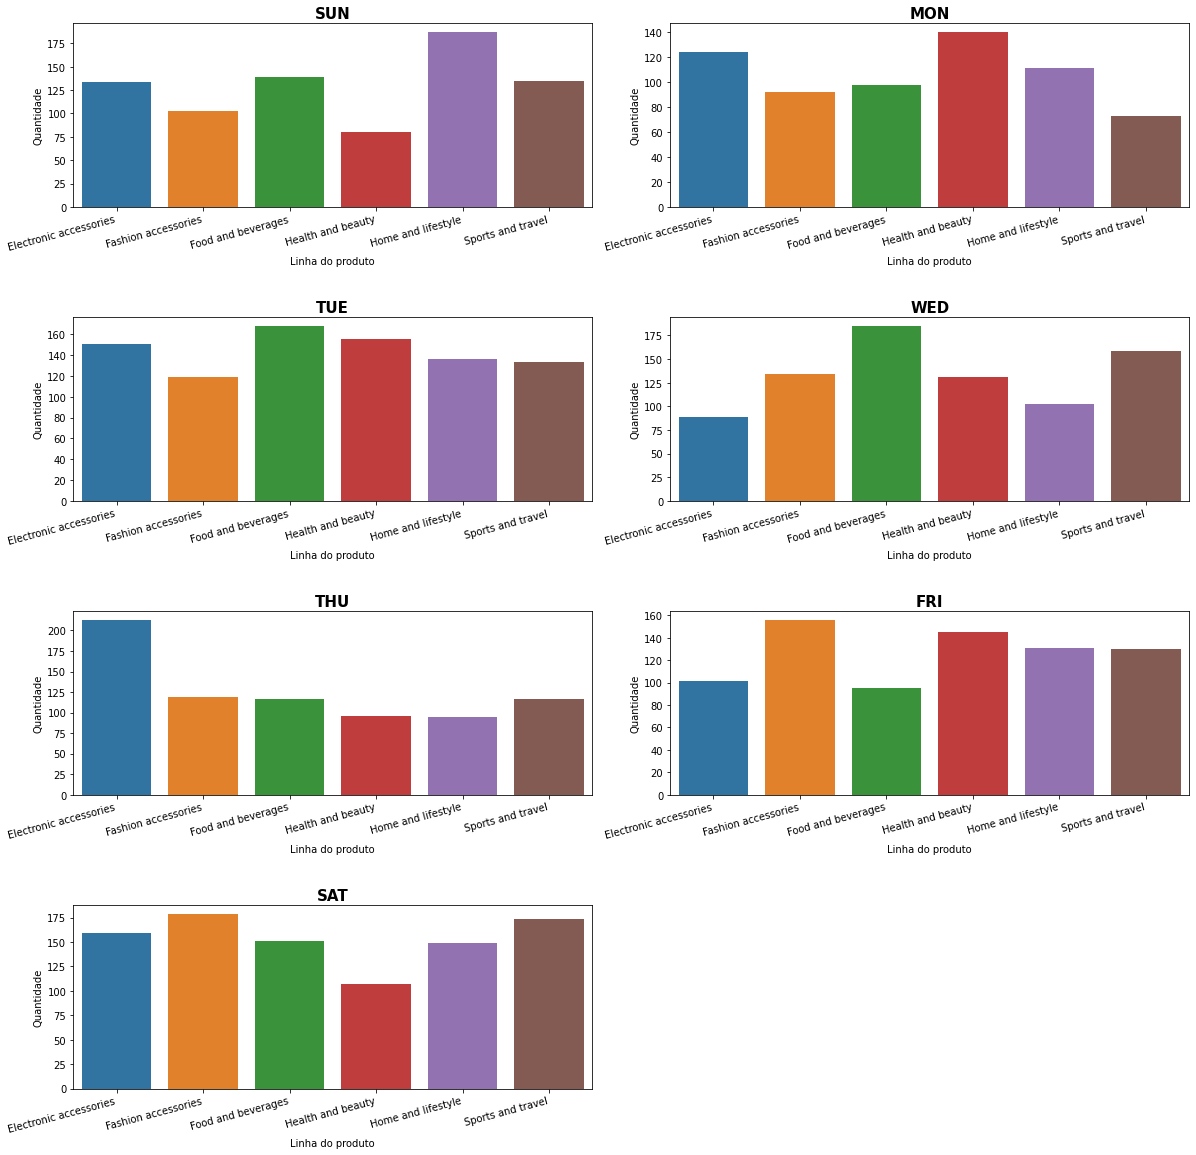 SUN
Quantidade
175
150
125
100
75
50
25
0
Electronic accessories
Fashion accessories
Food and beverages
Health and beauty
Home and lifestyle
Sports and travel
Linha do produto
MON
Quantidade
140
120
100
80
60
40
20
0
Electronic accessories
Fashion accessories
Food and beverages
Health and beauty
Home and lifestyle
Sports and travel
Linha do produto
TUE
Quantidade
160
140
120
100
80
60
40
20
0
Electronic accessories
Fashion accessories
Food and beverages
Health and beauty
Home and lifestyle
Sports and travel
Linha do produto
WED
Quantidade
175
150
125
100
75
50
25
0
Electronic accessories
Fashion accessories
Food and beverages
Health and beauty
Home and lifestyle
Sports and travel
Linha do produto
THU
Quantidade
200
175
150
125
100
75
50
25
0
Electronic accessories
Fashion accessories
Food and beverages
Health and beauty
Home and lifestyle
Sports and travel
Linha do produto
FRI
Quantidade
160
140
120
100
80
60
40
20
0
Electronic accessories
Fashion accessories
Food and beverages
Health and beauty
Home and lifestyle
Sports and travel
Linha do produto
SAT
Quantidade
175
150
125
100
75
50
25
0
Electronic accessories
Fashion accessories
Food and beverages
Health and beauty
Home and lifestyle
Sports and travel
Linha do produto